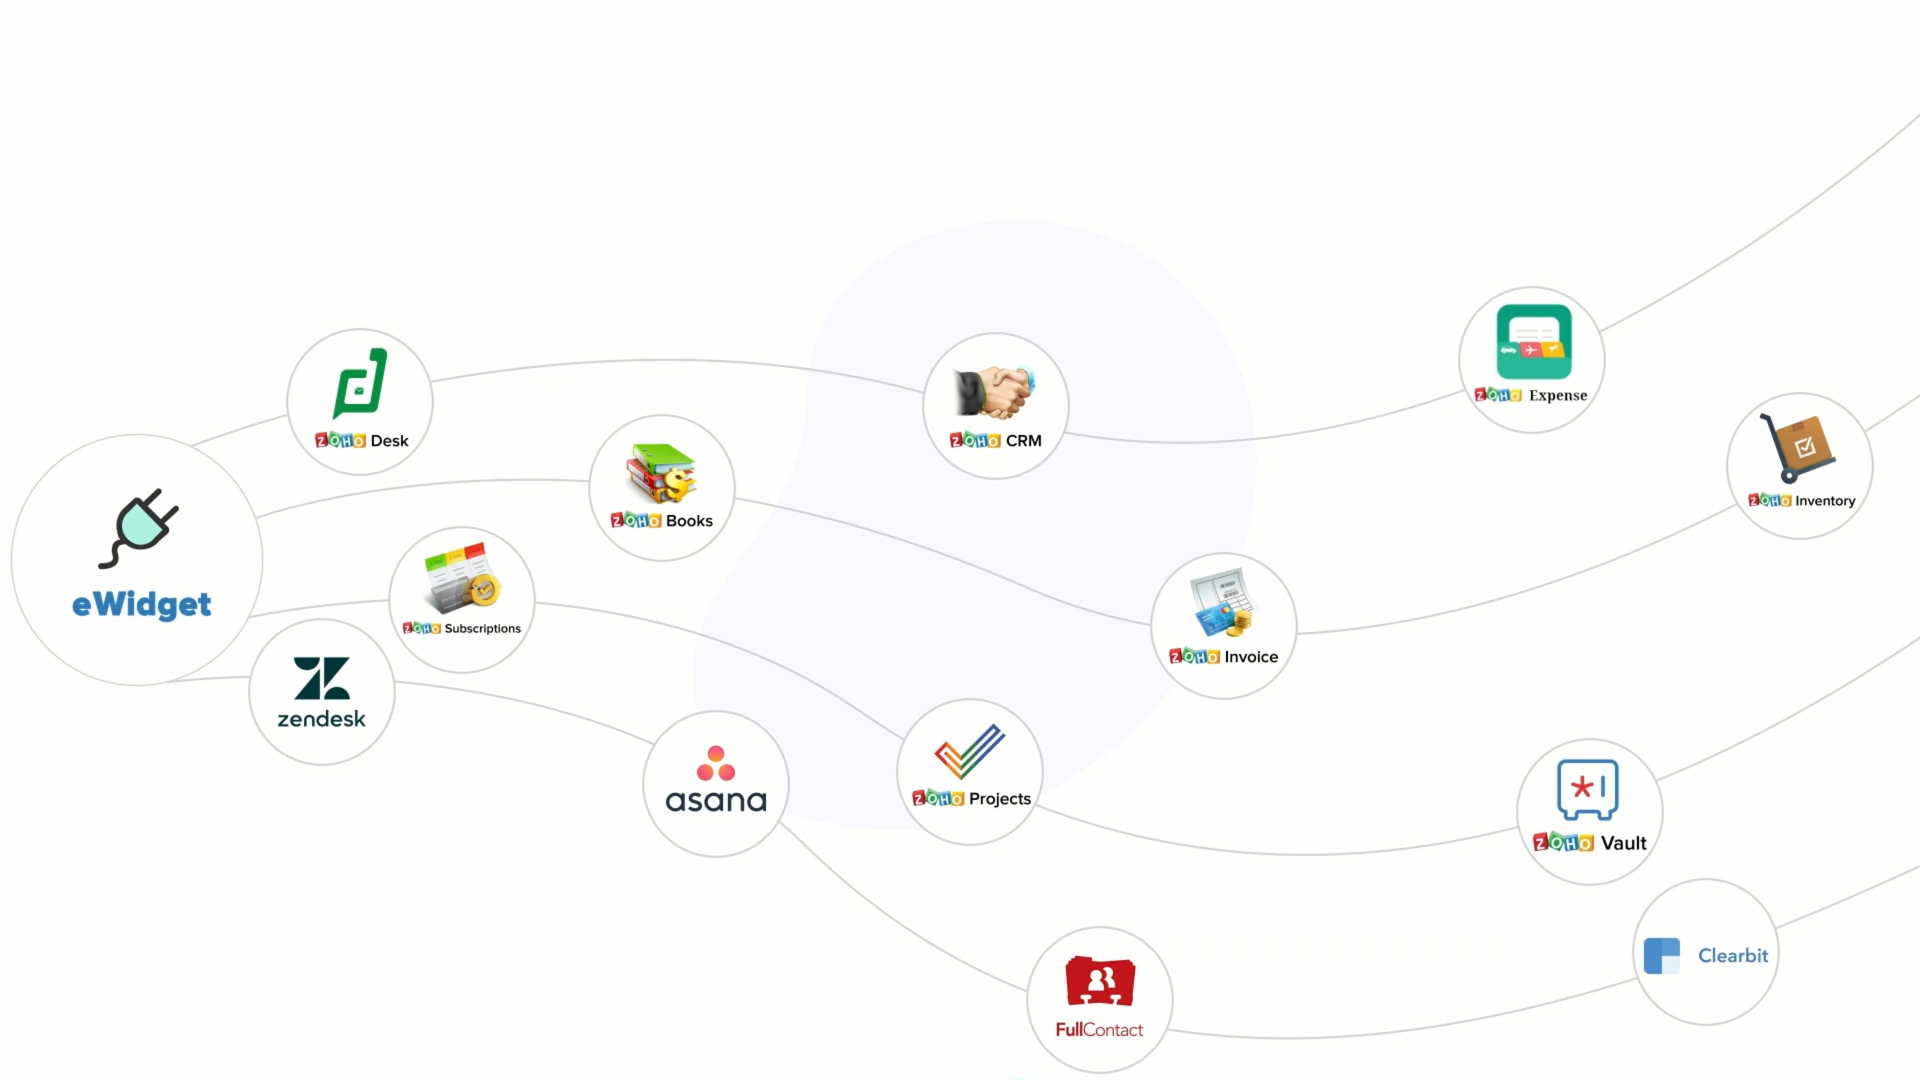 ZOHO Expense
ZOHO Desk
ZOHO CRM
ZOHO Inventory
ZOHO Books
eWidget
ZOHO Subscriptions
ZOHO Invoice
zendesk
asana
ZOHO Projects
ZOHO Vault
Clearbit
FullContact